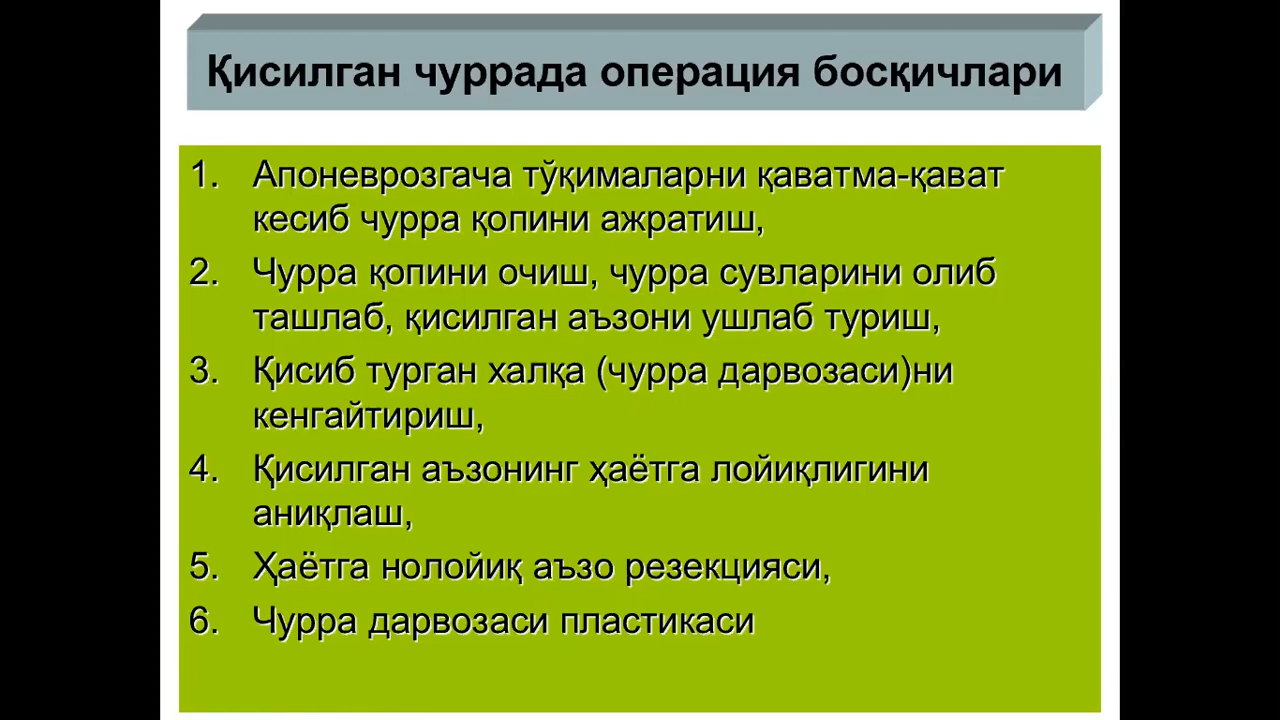 Қисилган чуррада операция босқичлари
1. Апоневрозгача тўқималарни қаватма-қават
кесиб чурра қопини ажратиш,
2. Чурра қопини очиш, чурра сувларини олиб
ташлаб, қисилган аъзони ушлаб туриш,
3. Қисиб турган халқа (чурра дарвозаси)ни
кенгайтириш,
4. Қисилган аъзонинг ҳаётга лойиқлигини
аниқлаш,
5. Ҳаётга нолойиқ аъзо резекцияси,
6. Чурра дарвозаси пластикаси